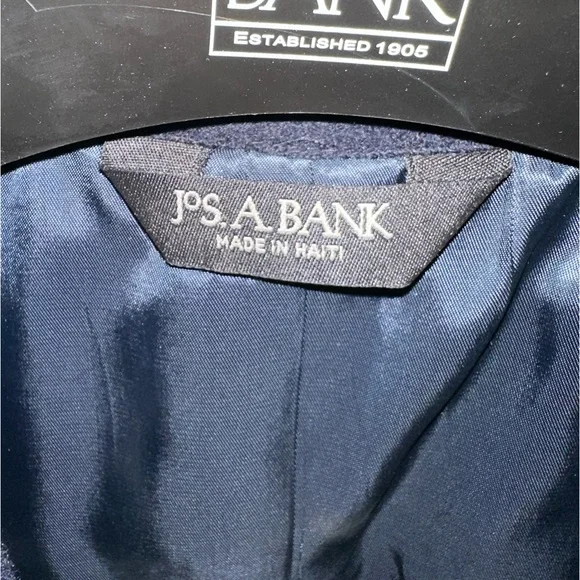 BANK
ESTABLISHED 1905
JOS. A. BANK
MADE IN HAITI